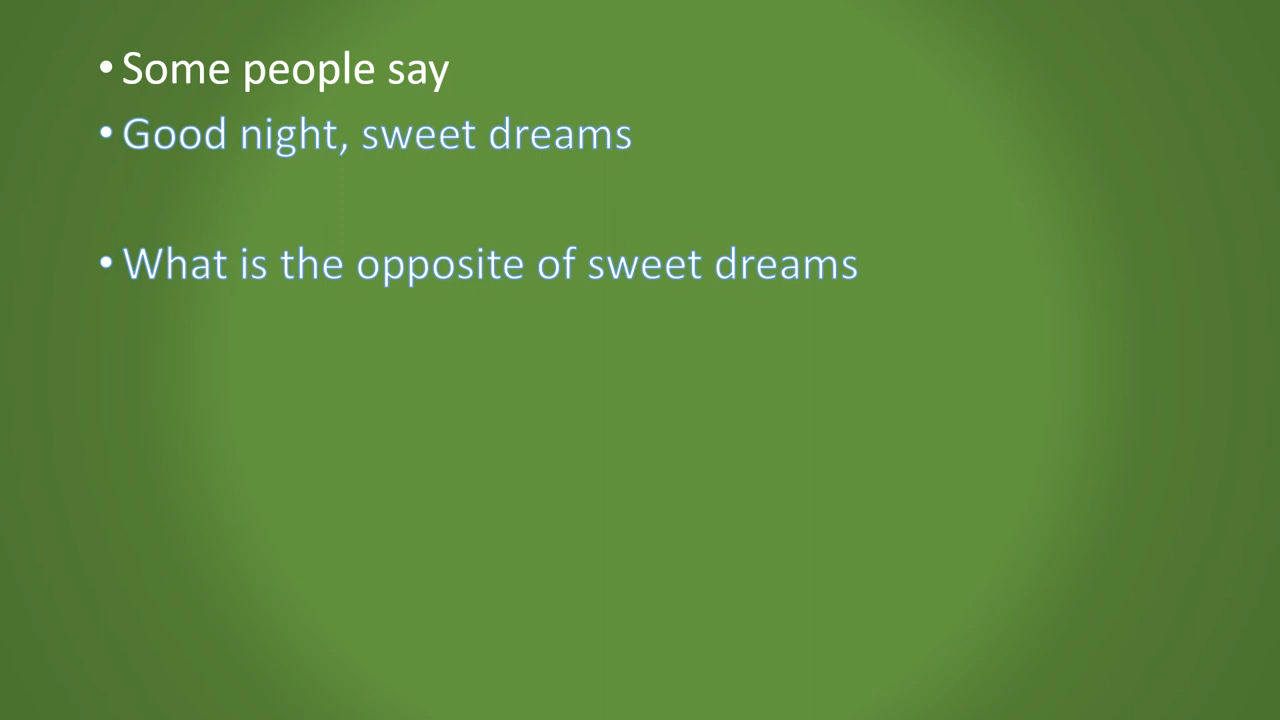 • Some people say
• Good night, sweet dreams
• What is the opposite of sweet dreams